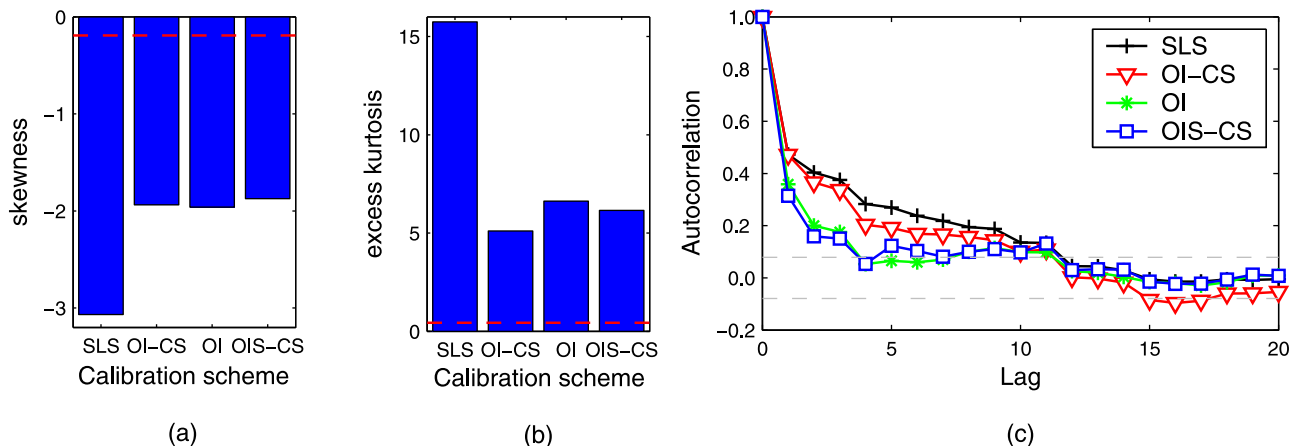 0
−1
−2
−3
skewness
SLS OI−CS OI OIS−CS
Calibration scheme
(a)
15
10
5
0
excess kurtosis
SLS OI−CS OI OIS−CS
Calibration scheme
(b)
1.0
0.8
0.6
0.4
0.2
0.0
−0.2
Autocorrelation
SLS
OI−CS
OI
OIS−CS
0 5 10 15 20
Lag
(c)